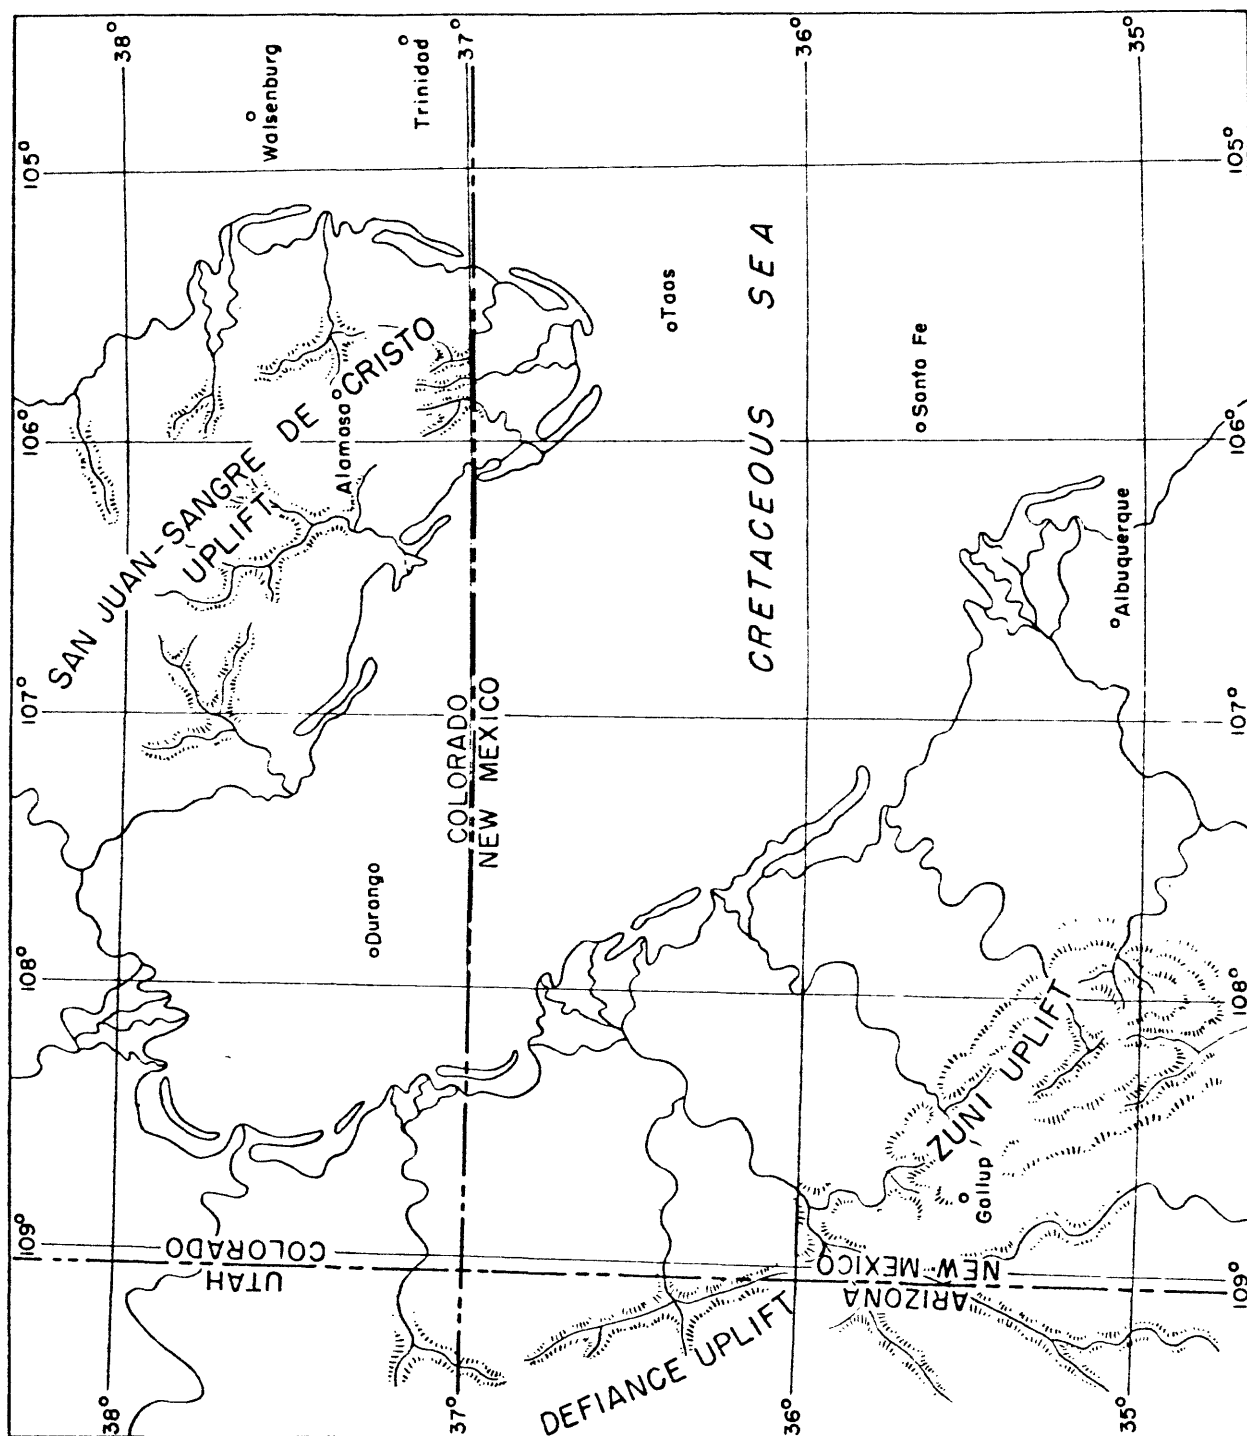 38°
37°
36°
35°
105°
105°
106°
106°
107°
107°
108°
108°
109°
109°
38°
37°
36°
35°
Walsenburg
Trinidad
SAN JUAN-SANGRE DE CRISTO
UPLIFT
Alamosa
Taos
CRETACEOUS SEA
Santa Fe
Albuquerque
COLORADO
NEW MEXICO
Durango
ZUNI UPLIFT
Gallup
COLORADO
UTAH
NEW MEXICO
ARIZONA
DEFIANCE UPLIFT